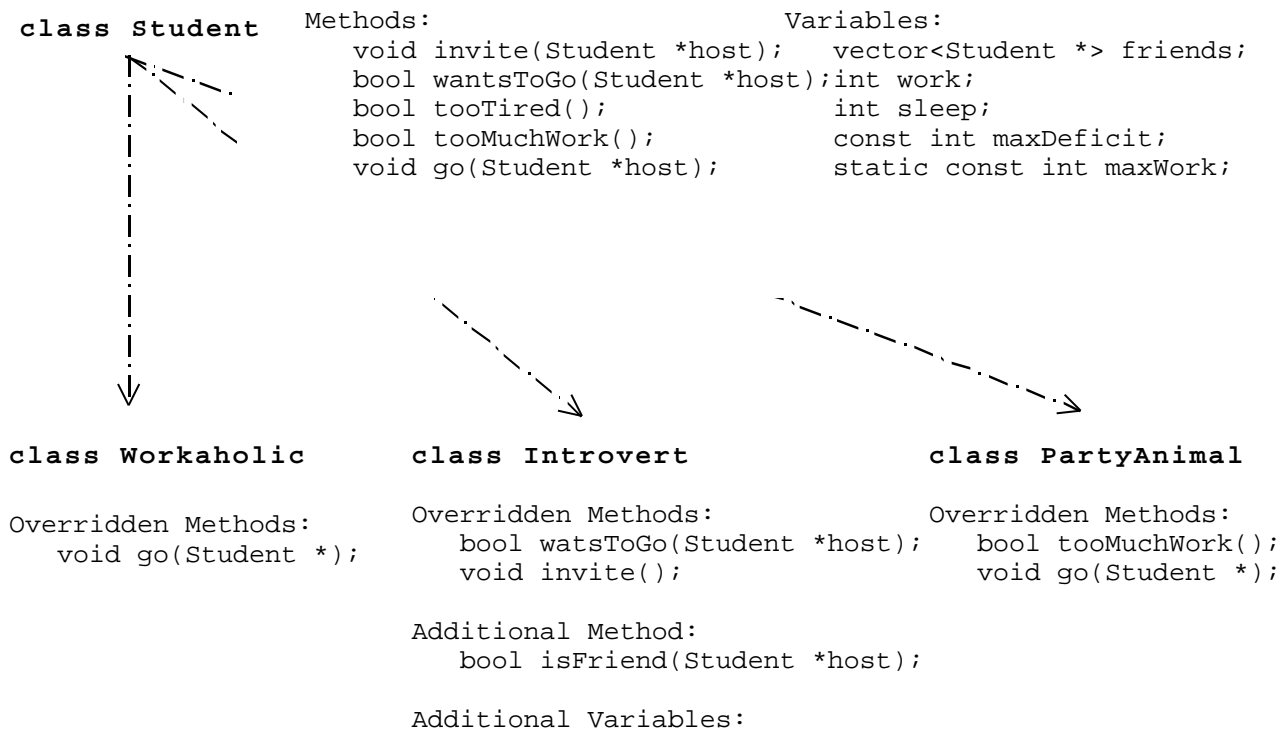 class Student
Methods:
void invite(Student *host);
bool wantsToGo(Student *host);
bool tooTired();
bool tooMuchWork();
void go(Student *host);
Variables:
vector<Student *> friends;
int work;
int sleep;
const int maxDeficit;
static const int maxWork;
class Workaholic
Overridden Methods:
void go(Student *);
class Introvert
Overridden Methods:
bool watsToGo(Student *host);
void invite();
Additional Method:
bool isFriend(Student *host);
Additional Variables:
class PartyAnimal
Overridden Methods:
bool tooMuchWork();
void go(Student *);